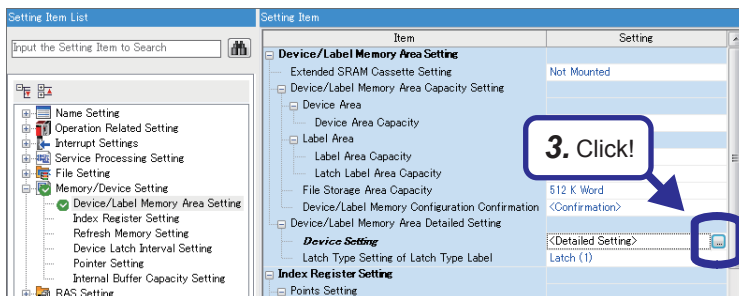 Setting Item List
Input the Setting Item to Search
Name Setting
Operation Related Setting
Interrupt Settings
Service Processing Setting
File Setting
Memory/Device Setting
Device/Label Memory Area Setting
Index Register Setting
Refresh Memory Setting
Device Latch Interval Setting
Pointer Setting
Internal Buffer Capacity Setting
RAS Setting
Setting Item
Item Setting
Device/Label Memory Area Setting
Extended SRAM Cassette Setting Not Mounted
Device/Label Memory Area Capacity Setting
Device Area
Device Area Capacity
Label Area
Label Area Capacity
Latch Label Area Capacity
File Storage Area Capacity 512 K Word
Device/Label Memory Configuration Confirmation <Confirmation>
Device/Label Memory Area Detailed Setting
Device Setting <Detailed Setting> ...
Latch Type Setting of Latch Type Label Latch (1)
Index Register Setting
Points Setting
3. Click!